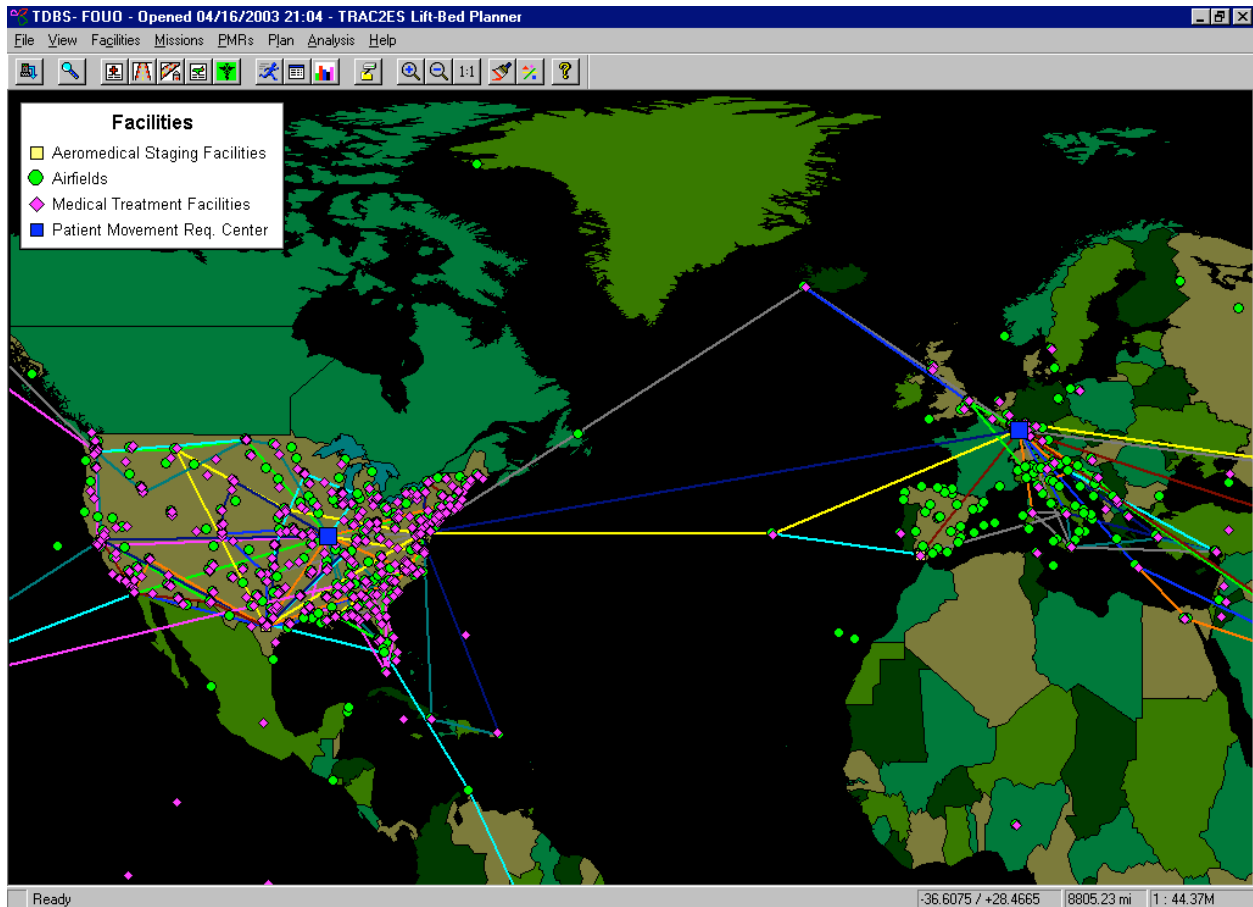 TDBS- FOUO - Opened 04/16/2003 21:04 - TRAC2ES Lift-Bed Planner
File View Facilities Missions PMRs Plan Analysis Help
1:1
Facilities
Aeromedical Staging Facilities
Airfields
Medical Treatment Facilities
Patient Movement Req. Center
Ready
-36.6075 / +28.4665
8805.23 mi
1 : 44.37M